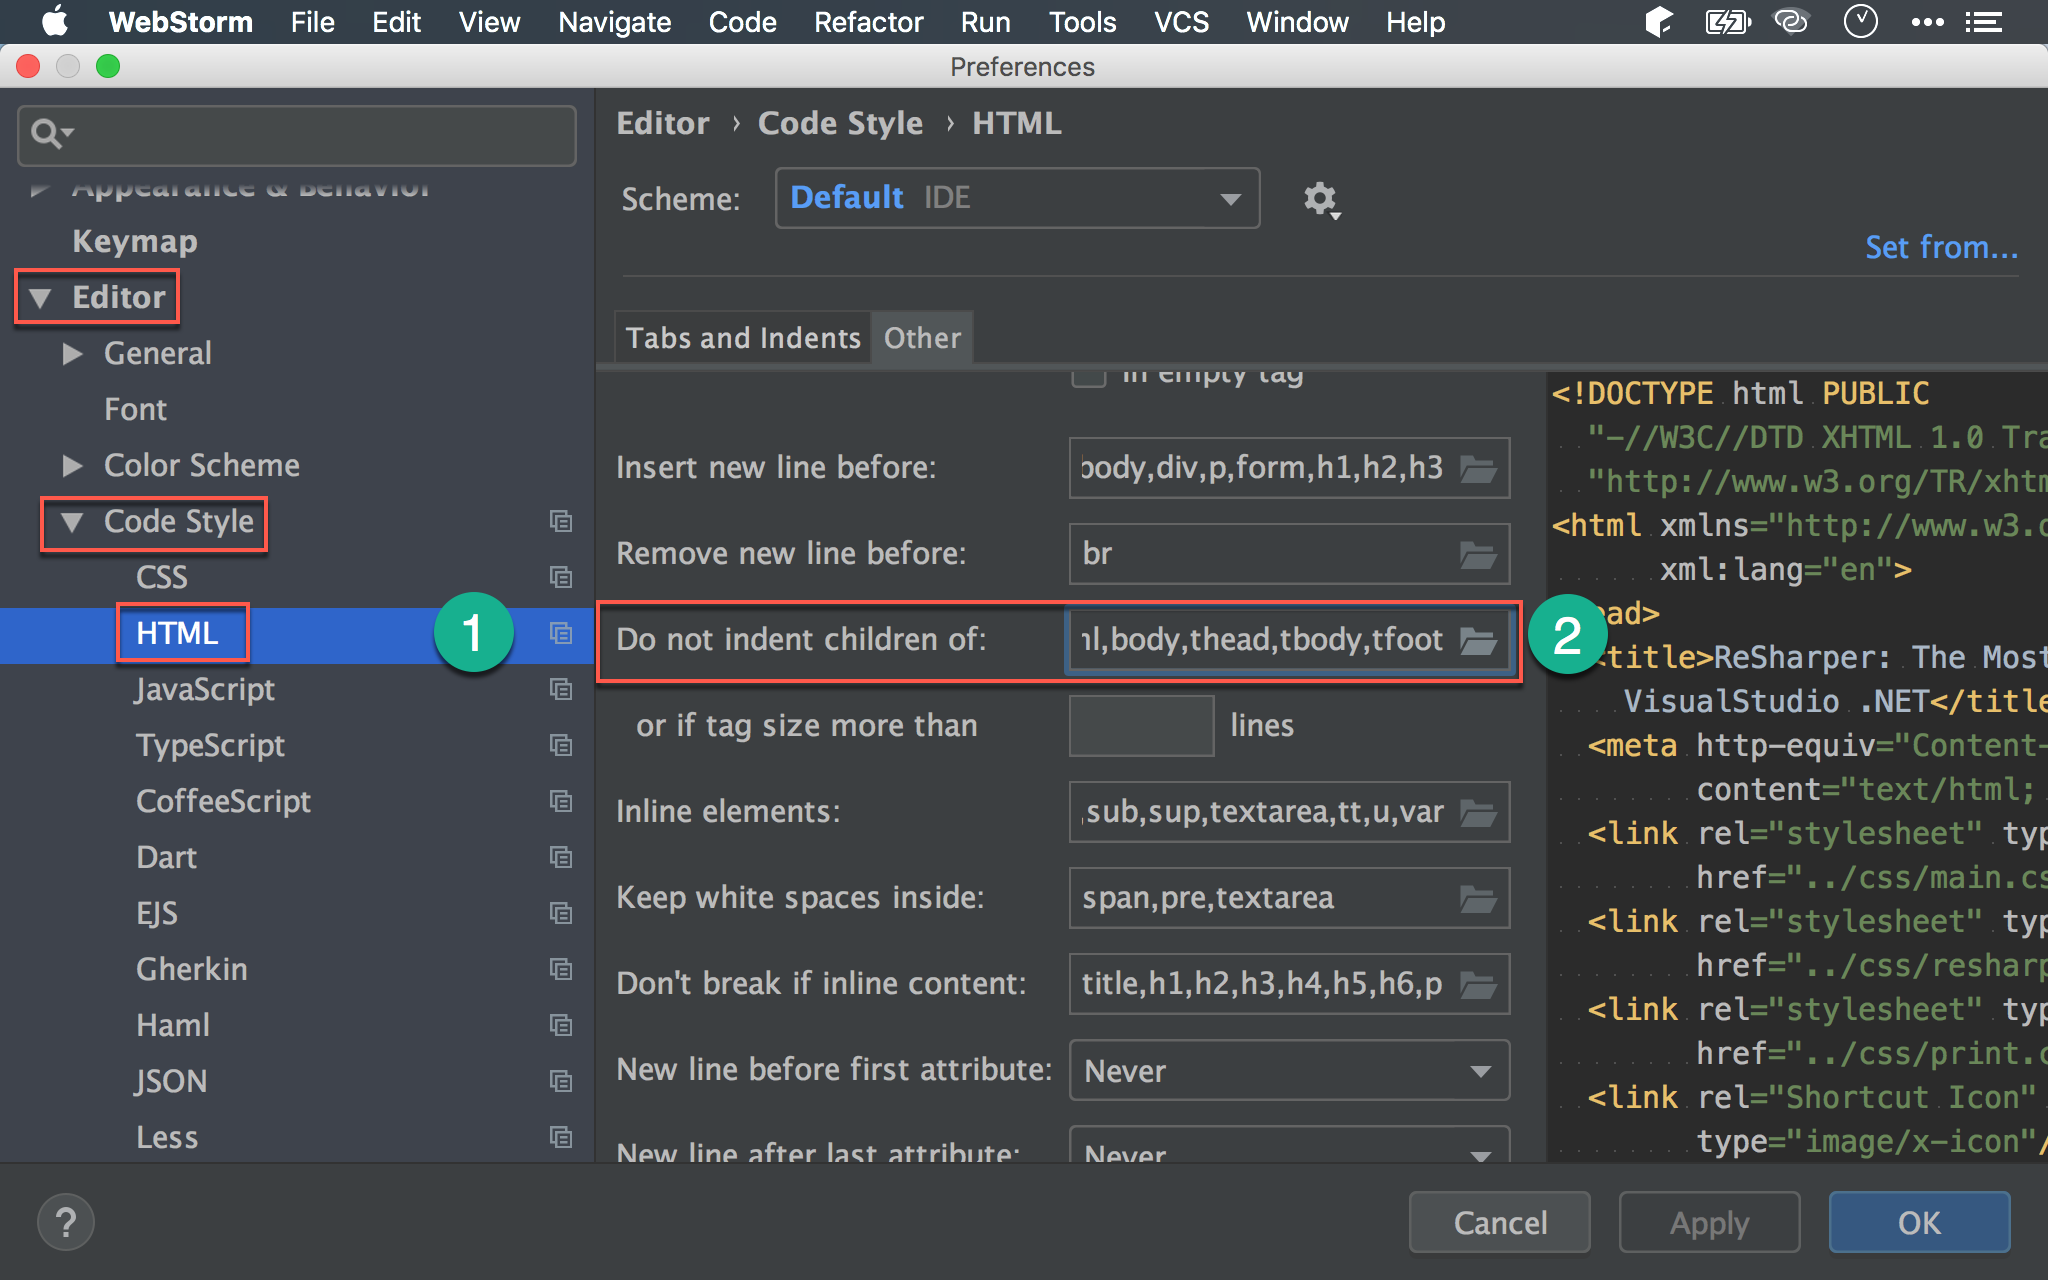 WebStorm File Edit View Navigate Code Refactor Run Tools VCS Window Help
Preferences
Appearance & Behavior
Keymap
Editor
General
Font
Color Scheme
Code Style
CSS
HTML
1
JavaScript
TypeScript
CoffeeScript
Dart
EJS
Gherkin
Haml
JSON
Less
?
Editor › Code Style › HTML
Scheme: Default IDE
Set from...
Tabs and Indents Other
In empty tag
Insert new line before: body,div,p,form,h1,h2,h3
Remove new line before: br
Do not indent children of: nl,body,thead,tbody,tfoot
2
or if tag size more than lines
Inline elements: ,sub,sup,textarea,tt,u,var
Keep white spaces inside: span,pre,textarea
Don't break if inline content: title,h1,h2,h3,h4,h5,h6,p
New line before first attribute: Never
New line after last attribute: Never
<!DOCTYPE html PUBLIC
"-//W3C//DTD XHTML 1.0 Tra
"http://www.w3.org/TR/xhtm
<html xmlns="http://www.w3.o
xml:lang="en">
ead>
<title>ReSharper: The Most
VisualStudio .NET</title
<meta http-equiv="Content-
content="text/html;
<link rel="stylesheet" typ
href="../css/main.cs
<link rel="stylesheet" typ
href="../css/resharp
<link rel="stylesheet" typ
href="../css/print.c
<link rel="Shortcut Icon"
type="image/x-icon"/
Cancel Apply OK